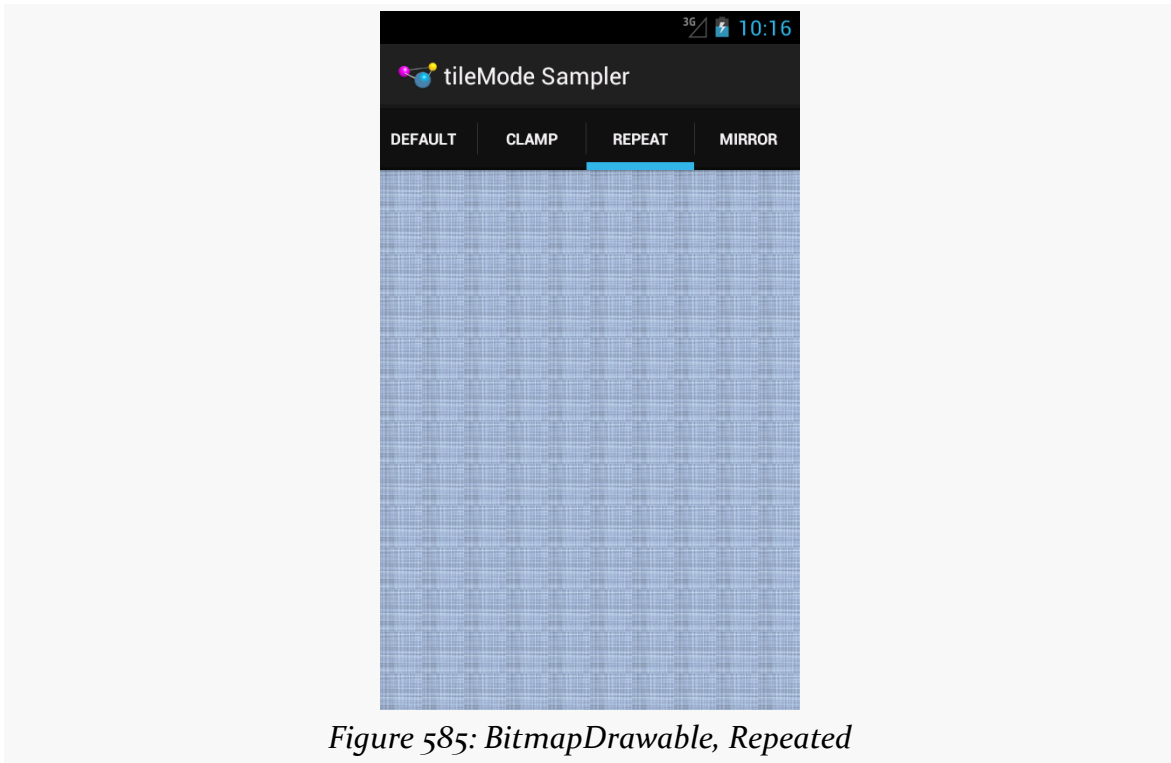 3G 10:16
tileMode Sampler
DEFAULT CLAMP REPEAT MIRROR
Figure 585: BitmapDrawable, Repeated